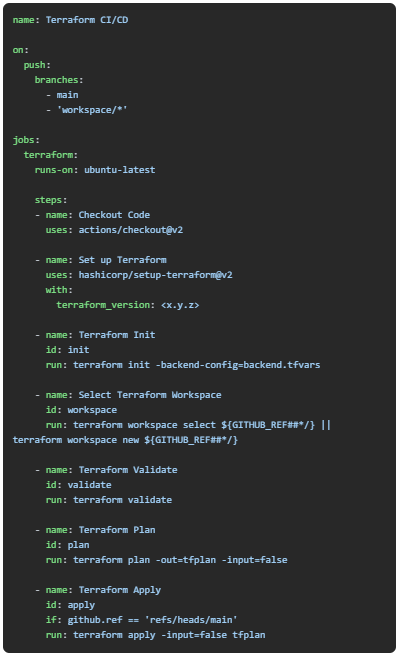 name: Terraform CI/CD
on:
push:
branches:
- main
- 'workspace/*'
jobs:
terraform:
runs-on: ubuntu-latest
steps:
- name: Checkout Code
uses: actions/checkout@v2
- name: Set up Terraform
uses: hashicorp/setup-terraform@v2
with:
terraform_version: <x.y.z>
- name: Terraform Init
id: init
run: terraform init -backend-config=backend.tfvars
- name: Select Terraform Workspace
id: workspace
run: terraform workspace select ${GITHUB_REF##*/} ||
terraform workspace new ${GITHUB_REF##*/}
- name: Terraform Validate
id: validate
run: terraform validate
- name: Terraform Plan
id: plan
run: terraform plan -out=tfplan -input=false
- name: Terraform Apply
id: apply
if: github.ref == 'refs/heads/main'
run: terraform apply -input=false tfplan